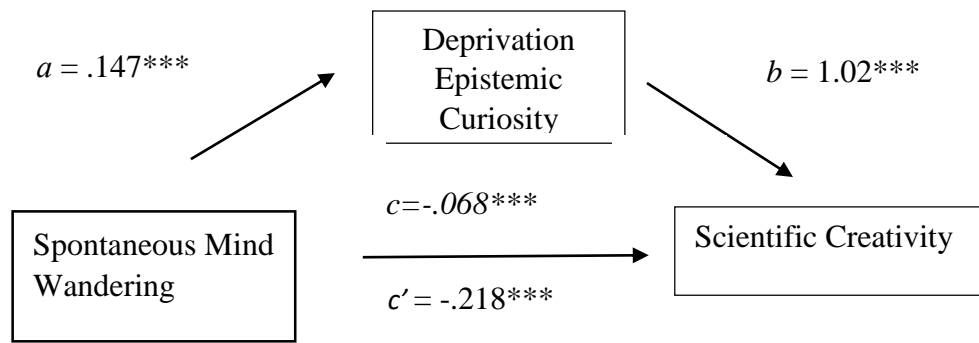 Deprivation
Epistemic
Curiosity
a = .147***
b = 1.02***
c=-.068***
Spontaneous Mind
Wandering
Scientific Creativity
c’ = -.218***